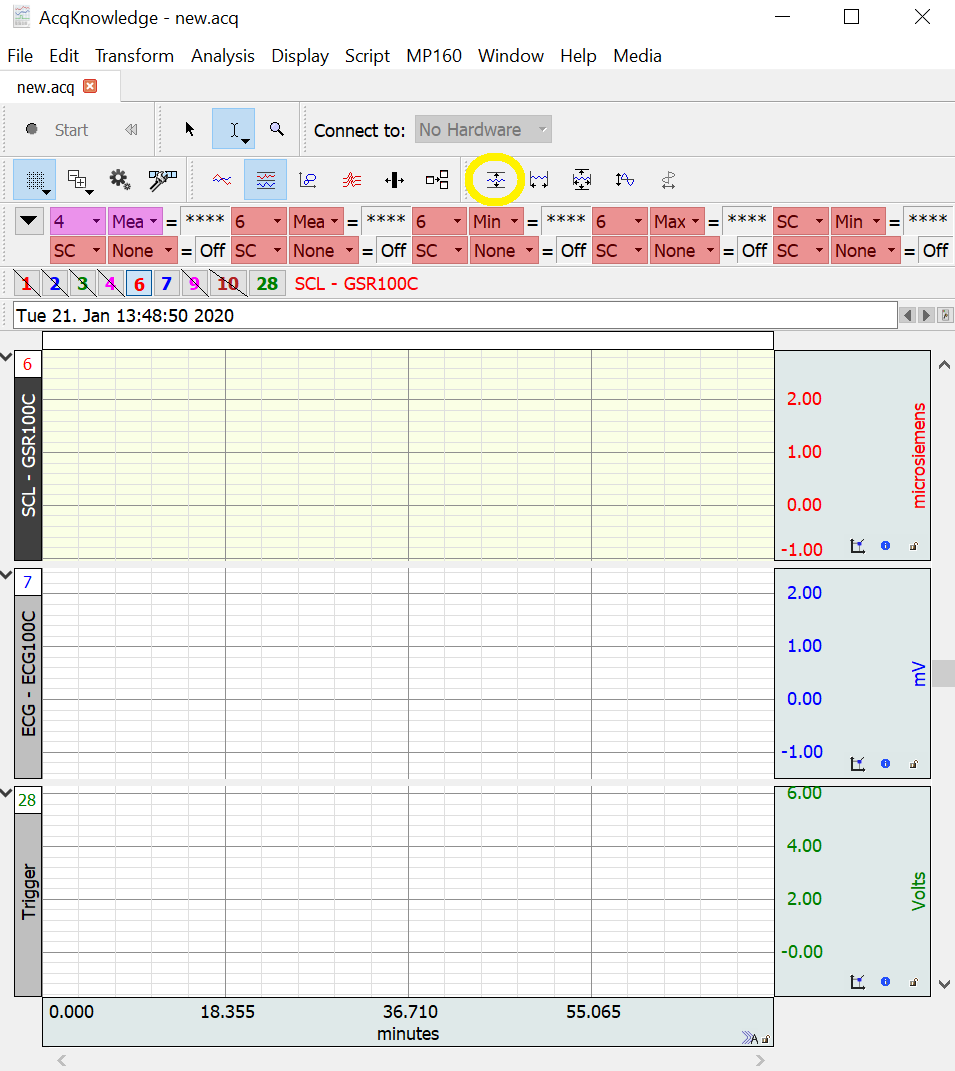 AcqKnowledge - new.acq
File Edit Transform Analysis Display Script MP160 Window Help Media
new.acq
Start Connect to: No Hardware
4 Mea = **** 6 Mea = **** 6 Min = **** 6 Max = **** SC Min = ****
SC None = Off SC None = Off SC None = Off SC None = Off SC None = Off
1 2 3 4 6 7 9 10 28 SCL - GSR100C
Tue 21. Jan 13:48:50 2020
6
SCL - GSR100C
2.00
1.00
0.00
-1.00
microsiemens
7
ECG - ECG100C
2.00
1.00
0.00
-1.00
mV
28
Trigger
6.00
4.00
2.00
-0.00
Volts
0.000 18.355 36.710 55.065
minutes
A